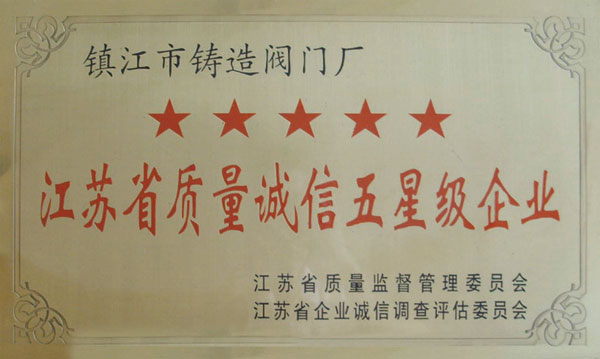 镇江市铸造阀门厂
江苏省质量诚信五星级企业
江苏省质量监督管理委员会
江苏省企业诚信调查评估委员会